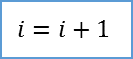 i = i + 1